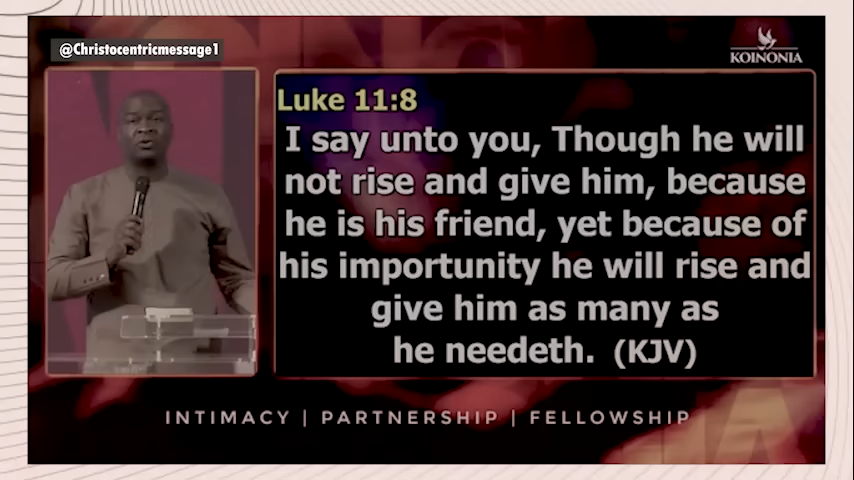 @Christocentricmessage1
KOINONIA
Luke 11:8
I say unto you, Though he will
not rise and give him, because
he is his friend, yet because of
his importunity he will rise and
give him as many as
he needeth. (KJV)
INTIMACY | PARTNERSHIP | FELLOWSHIP